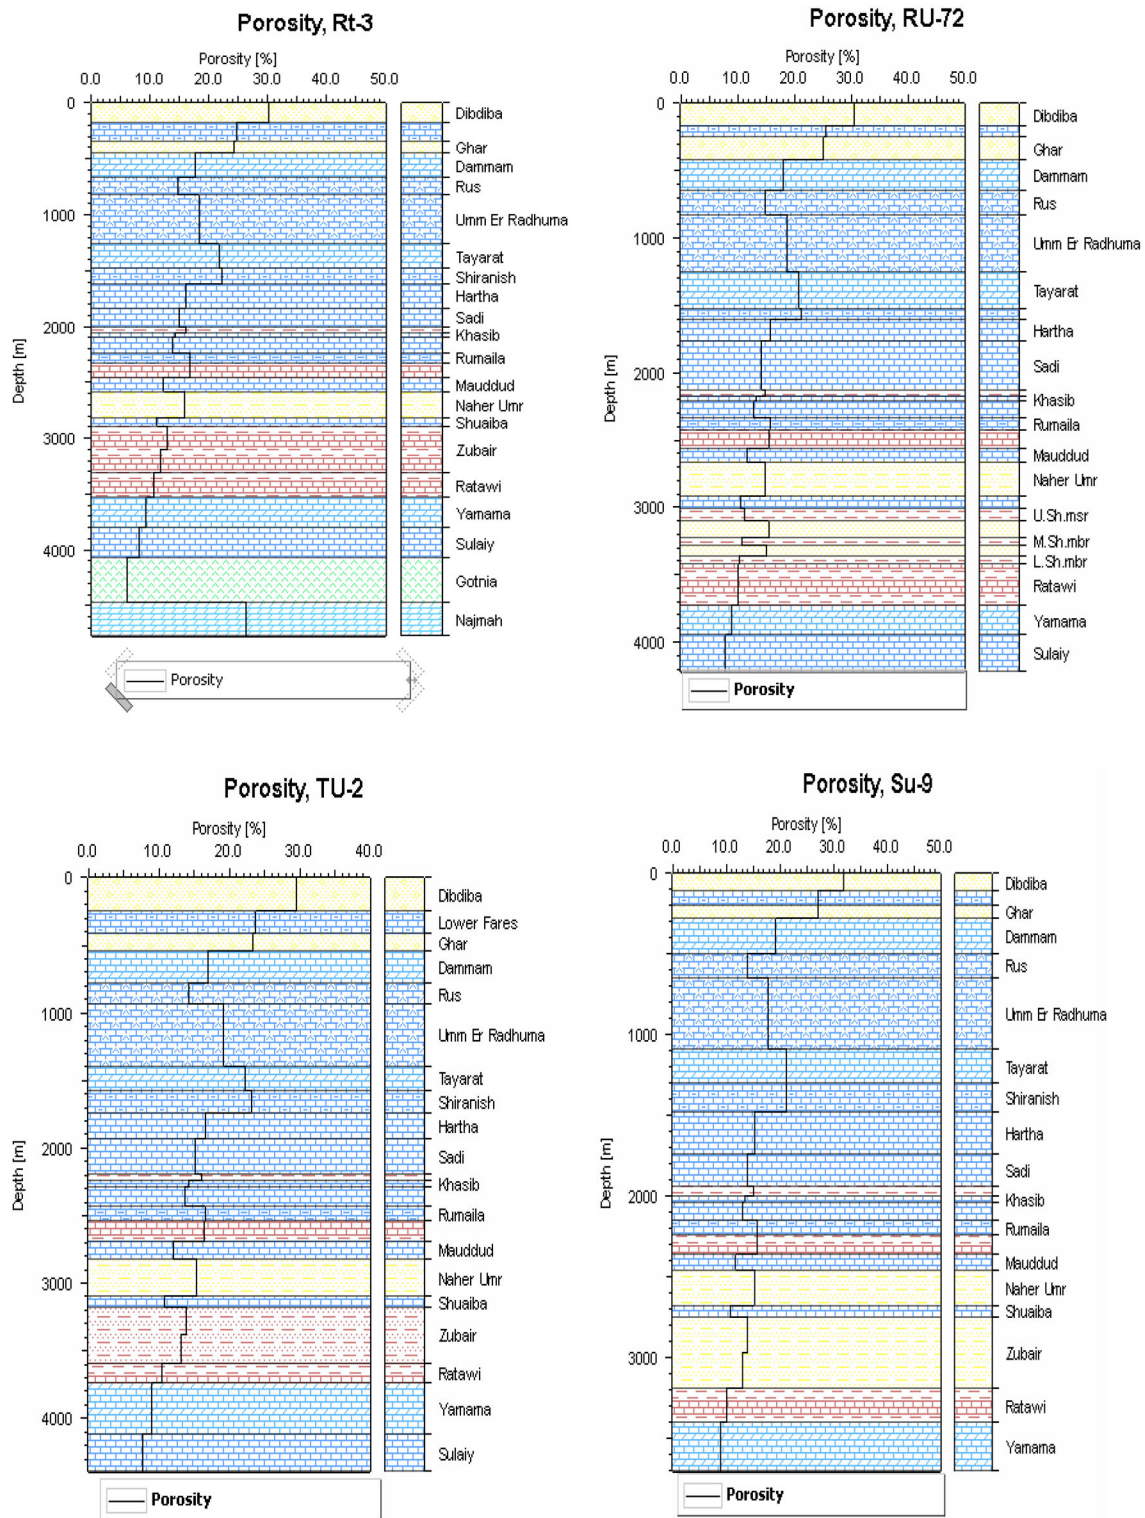 Porosity, Rt-3
Porosity [%]
0.0 10.0 20.0 30.0 40.0 50.0
0
1000
2000
3000
4000
Depth [m]
Dibdiba
Ghar
Dammam
Rus
Umm Er Radhuma
Tayarat
Shiranish
Hartha
Sadi
Khasib
Rumaila
Mauddud
Naher Umr
Shuaiba
Zubair
Ratawi
Yamama
Sulaiy
Gotnia
Najmah
Porosity
Porosity, RU-72
Porosity [%]
0.0 10.0 20.0 30.0 40.0 50.0
0
1000
2000
3000
4000
Depth [m]
Dibdiba
Ghar
Dammam
Rus
Umm Er Radhuma
Tayarat
Hartha
Sadi
Khasib
Rumaila
Mauddud
Naher Umr
U.Sh.msr
M.Sh.mbr
L.Sh.mbr
Ratawi
Yamama
Sulaiy
Porosity
Porosity, TU-2
Porosity [%]
0.0 10.0 20.0 30.0 40.0
0
1000
2000
3000
4000
Depth [m]
Dibdiba
Lower Fares
Ghar
Dammam
Rus
Umm Er Radhuma
Tayarat
Shiranish
Hartha
Sadi
Khasib
Rumaila
Mauddud
Naher Umr
Shuaiba
Zubair
Ratawi
Yamama
Sulaiy
Porosity
Porosity, Su-9
Porosity [%]
0.0 10.0 20.0 30.0 40.0 50.0
0
1000
2000
3000
Depth [m]
Dibdiba
Ghar
Dammam
Rus
Umm Er Radhuma
Tayarat
Shiranish
Hartha
Sadi
Khasib
Rumaila
Mauddud
Naher Umr
Shuaiba
Zubair
Ratawi
Yamama
Porosity